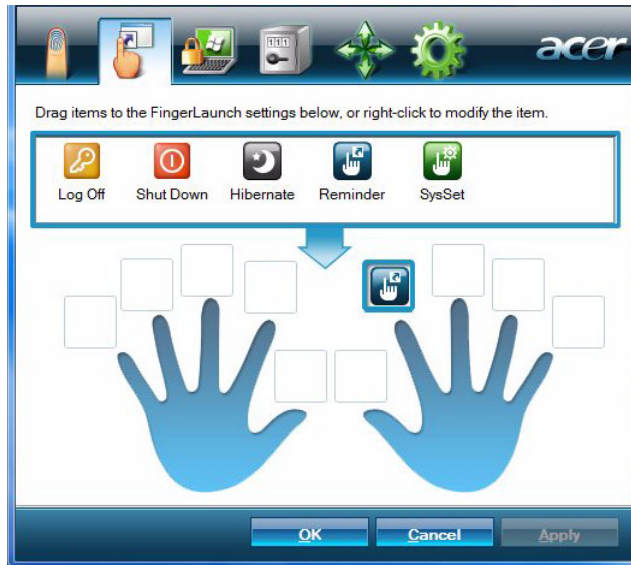 acer
Drag items to the FingerLaunch settings below, or right-click to modify the item.
Log Off Shut Down Hibernate Reminder SysSet
OK Cancel Apply